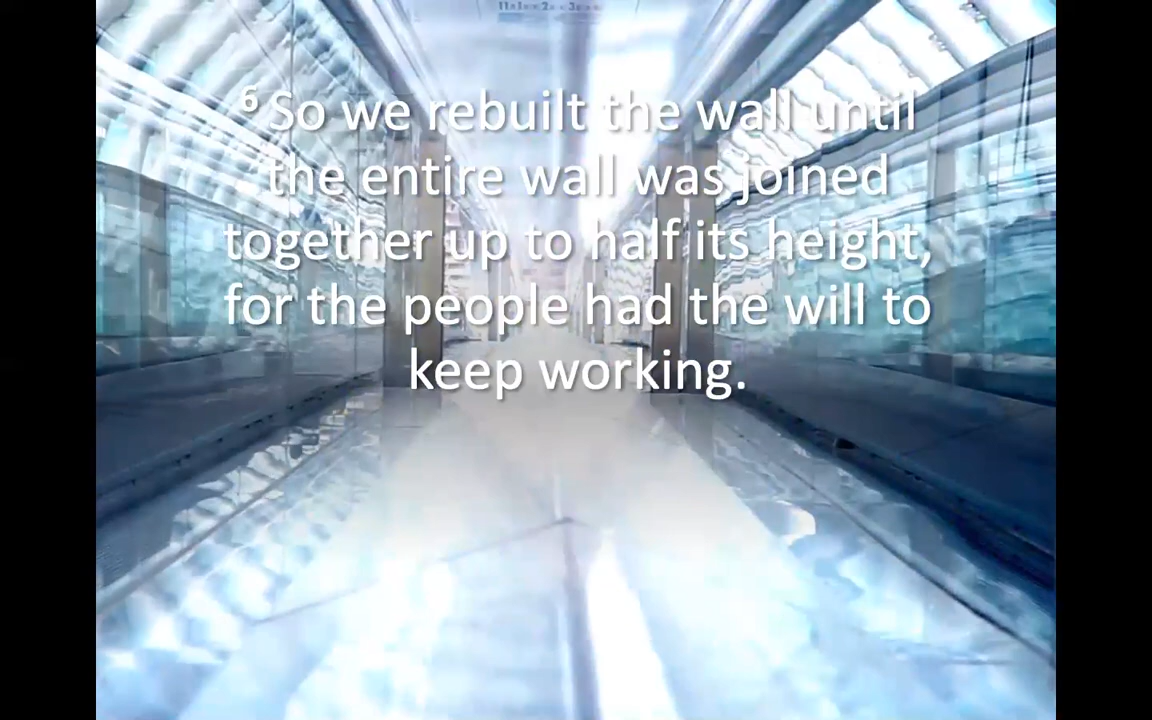 6 So we rebuilt the wall until
the entire wall was joined
together up to half its height,
for the people had the will to
keep working.